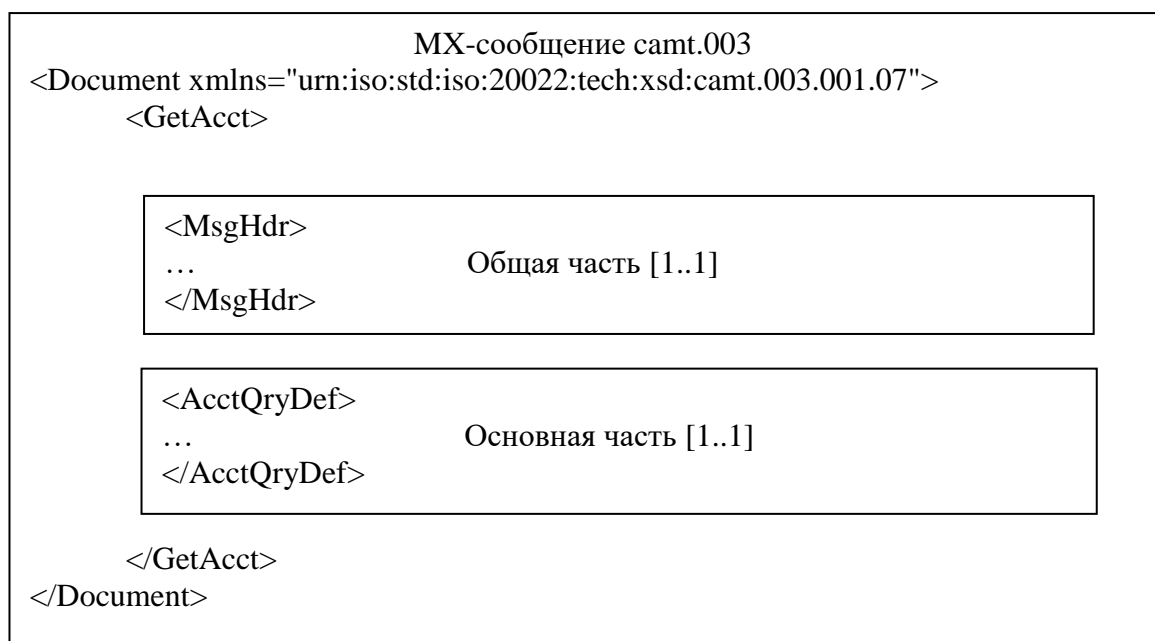 MX-сообщение camt.003
<Document xmlns="urn:iso:std:iso:20022:tech:xsd:camt.003.001.07">
<GetAcct>
<MsgHdr>
… Общая часть [1..1]
</MsgHdr>
<AcctQryDef>
… Основная часть [1..1]
</AcctQryDef>
</GetAcct>
</Document>